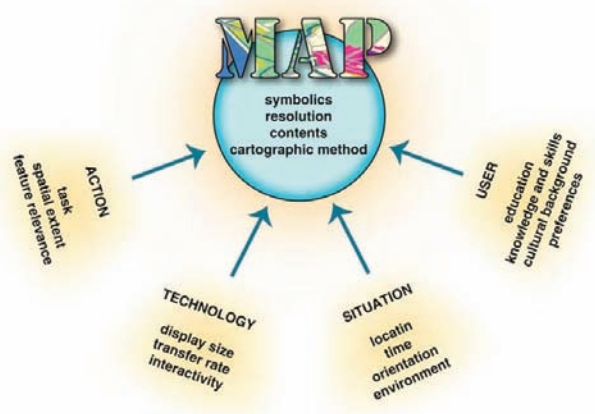 MAP
symbolics
resolution
contents
cartographic method
ACTION
task
spatial extent
feature relevance
TECHNOLOGY
display size
transfer rate
interactivity
SITUATION
locatin
time
orientation
environment
USER
education
knowledge and skills
cultural background
preferences